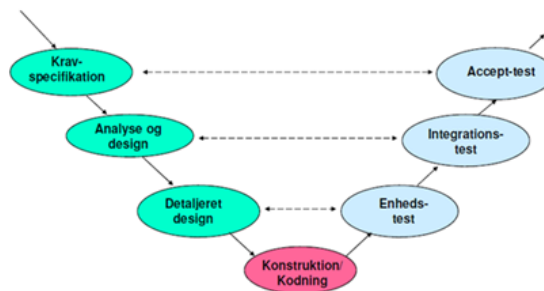 Krav-
specifikation
Accept-test
Analyse og
design
Integrations-
test
Detaljeret
design
Enheds-
test
Konstruktion/
Kodning